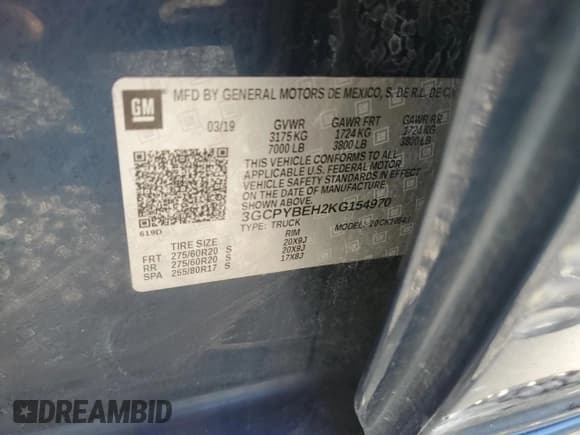 GM
MFD BY GENERAL MOTORS DE MEXICO, S. DE R.L. DE C.V
03/19 GVWR GAWR FRT GAWR RR
3175 KG 1724 KG 1724 KG
7000 LB 3800 LB 3800 LB
THIS VEHICLE CONFORMS TO ALL
APPLICABLE U.S. FEDERAL MOTOR
VEHICLE SAFETY STANDARDS IN EFFECT
ON THE DATE OF MANUFACTURE
SHOWN ABOVE.
3GCPYBEH2KG154970
619D TYPE: TRUCK MODEL:
TIRE SIZE RIM
FRT 275/60R20 S 20X9J
RR 275/60R20 S 20X9J
SPA 255/80R17 S 17X8J
DREAMBID